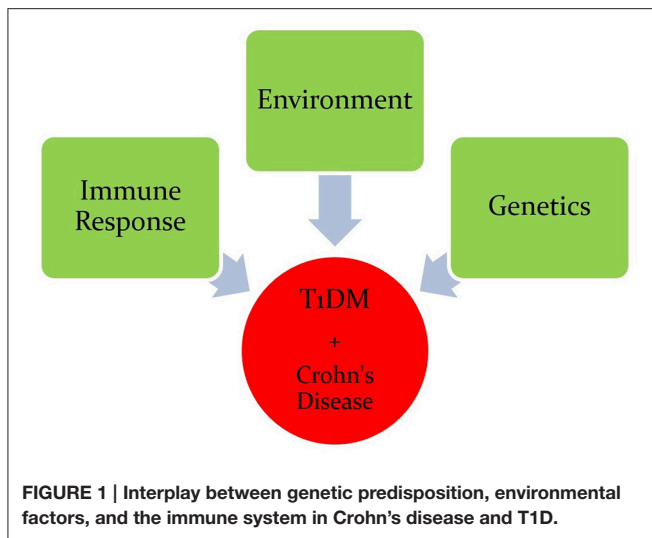 Environment
Immune
Response
Genetics
T1DM
+
Crohn's
Disease
FIGURE 1 | Interplay between genetic predisposition, environmental
factors, and the immune system in Crohn’s disease and T1D.